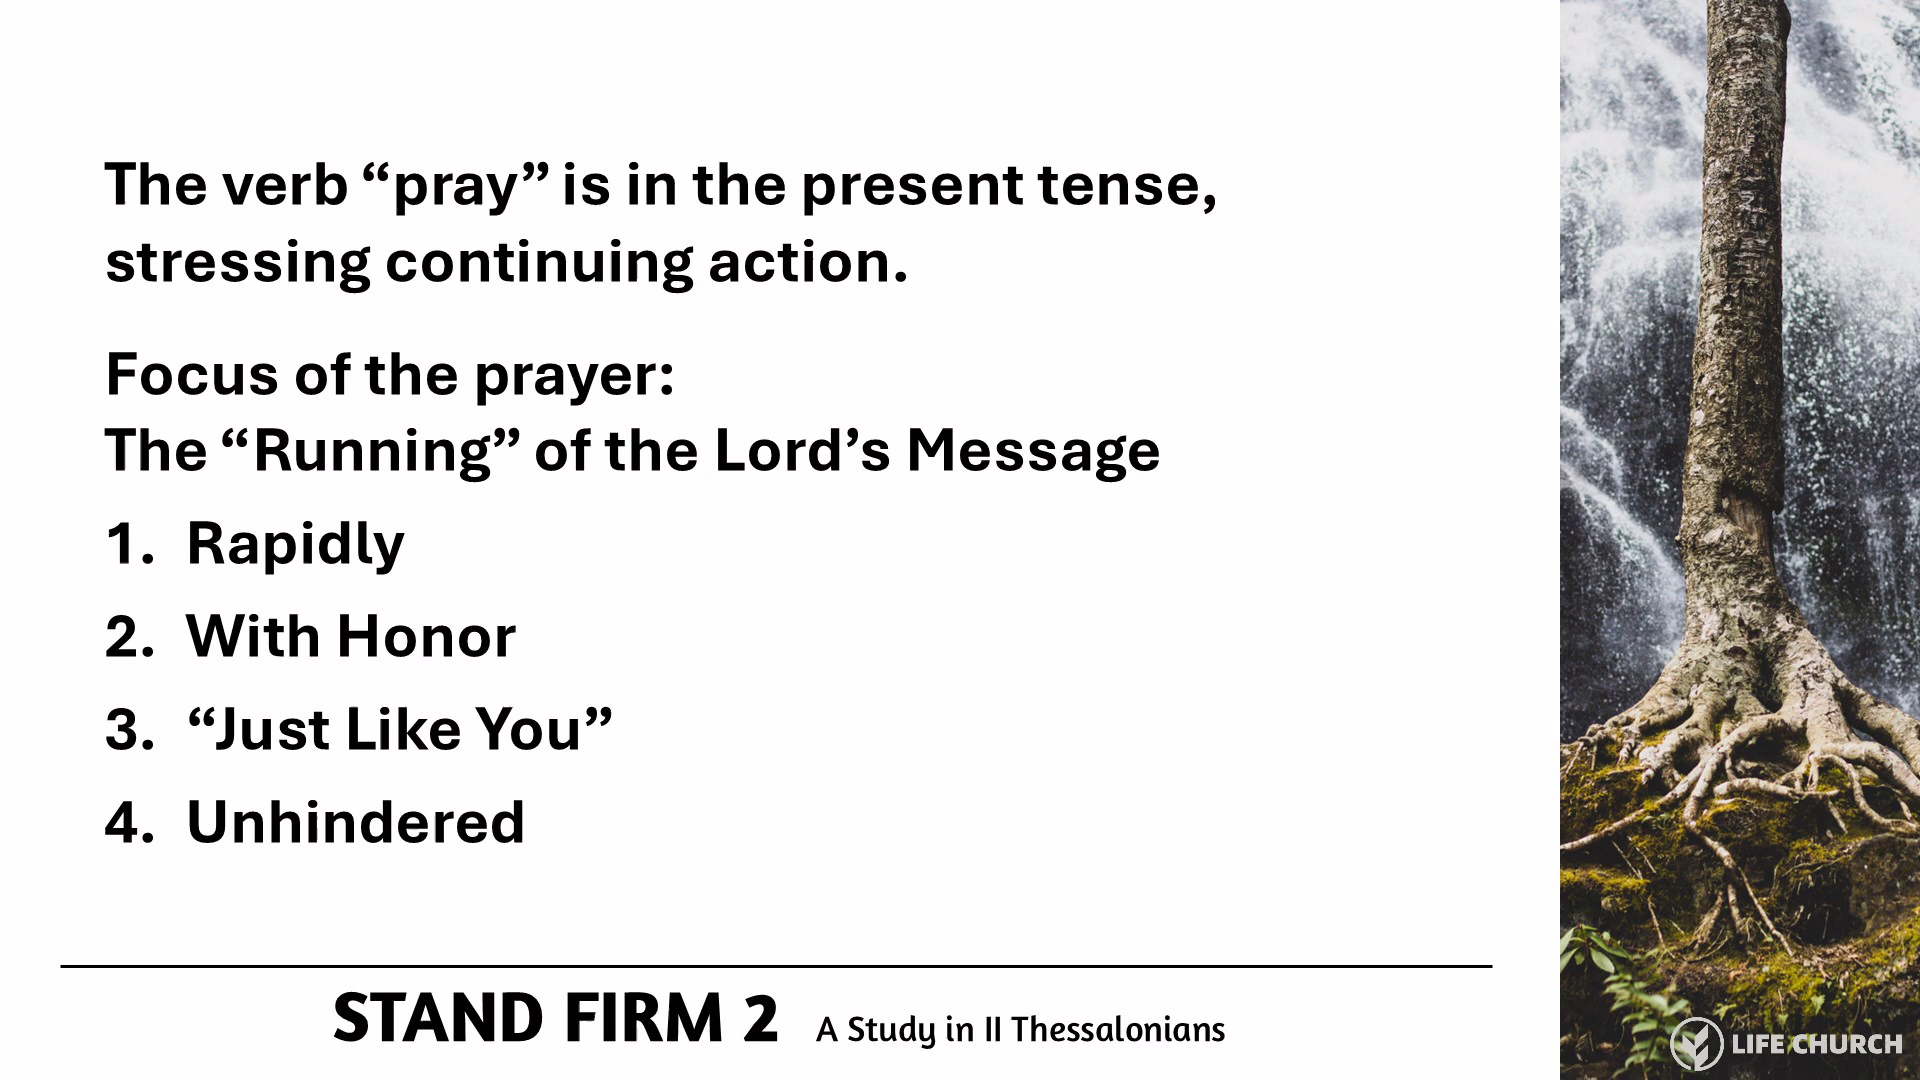 The verb “pray” is in the present tense,
stressing continuing action.
Focus of the prayer:
The “Running” of the Lord’s Message
1. Rapidly
2. With Honor
3. “Just Like You”
4. Unhindered
STAND FIRM 2 A Study in II Thessalonians
LIFE CHURCH